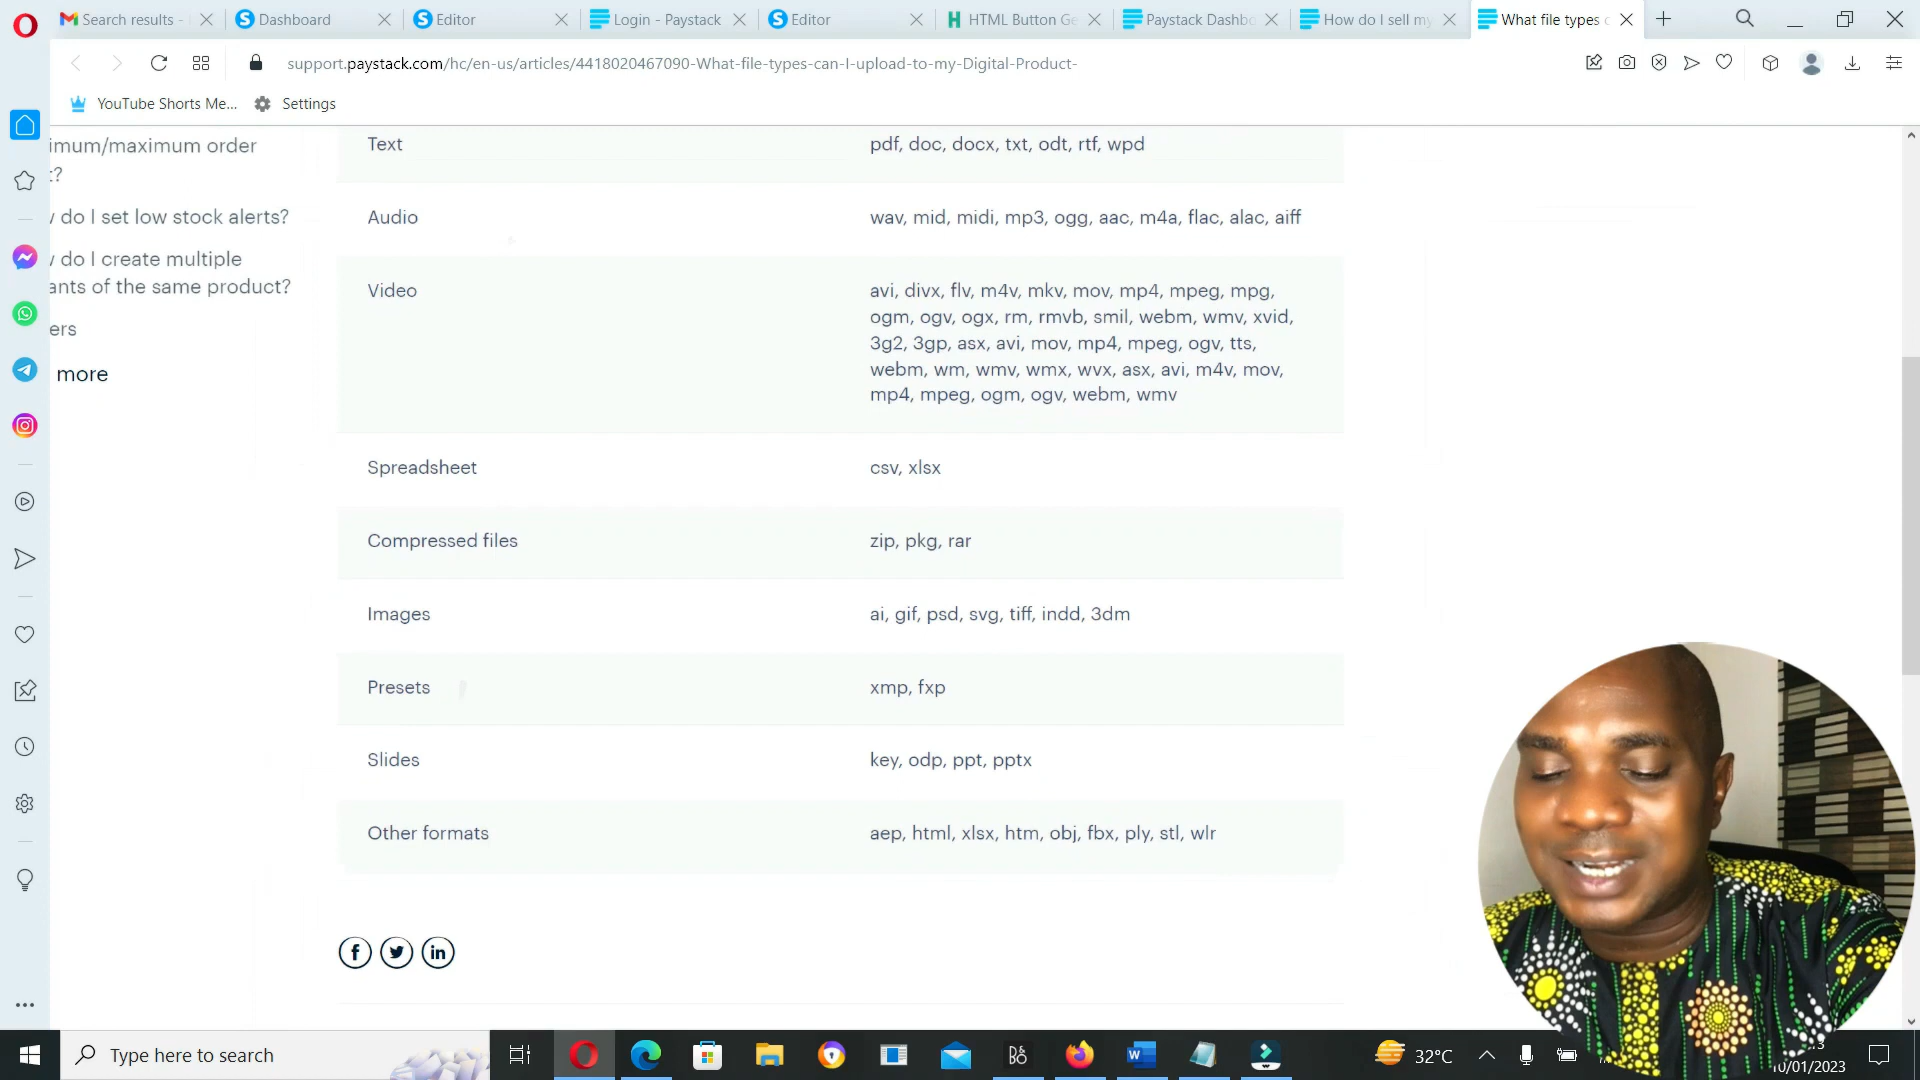 Search results -
Dashboard
Editor
Login - Paystack
Editor
HTML Button Ge
Paystack Dashbo
How do I sell my
What file types c
support.paystack.com/hc/en-us/articles/4418020467090-What-file-types-can-I-upload-to-my-Digital-Product-
YouTube Shorts Me...
Settings
imum/maximum order
t?
do I set low stock alerts?
do I create multiple
ants of the same product?
ers
more
Text
pdf, doc, docx, txt, odt, rtf, wpd
Audio
wav, mid, midi, mp3, ogg, aac, m4a, flac, alac, aiff
Video
avi, divx, flv, m4v, mkv, mov, mp4, mpeg, mpg,
ogm, ogv, ogx, rm, rmvb, smil, webm, wmv, xvid,
3g2, 3gp, asx, avi, mov, mp4, mpeg, ogv, tts,
webm, wm, wmv, wmx, wvx, asx, avi, m4v, mov,
mp4, mpeg, ogm, ogv, webm, wmv
Spreadsheet
csv, xlsx
Compressed files
zip, pkg, rar
Images
ai, gif, psd, svg, tiff, indd, 3dm
Presets
xmp, fxp
Slides
key, odp, ppt, pptx
Other formats
aep, html, xlsx, htm, obj, fbx, ply, stl, wlr
Type here to search
32°C
10/01/2023